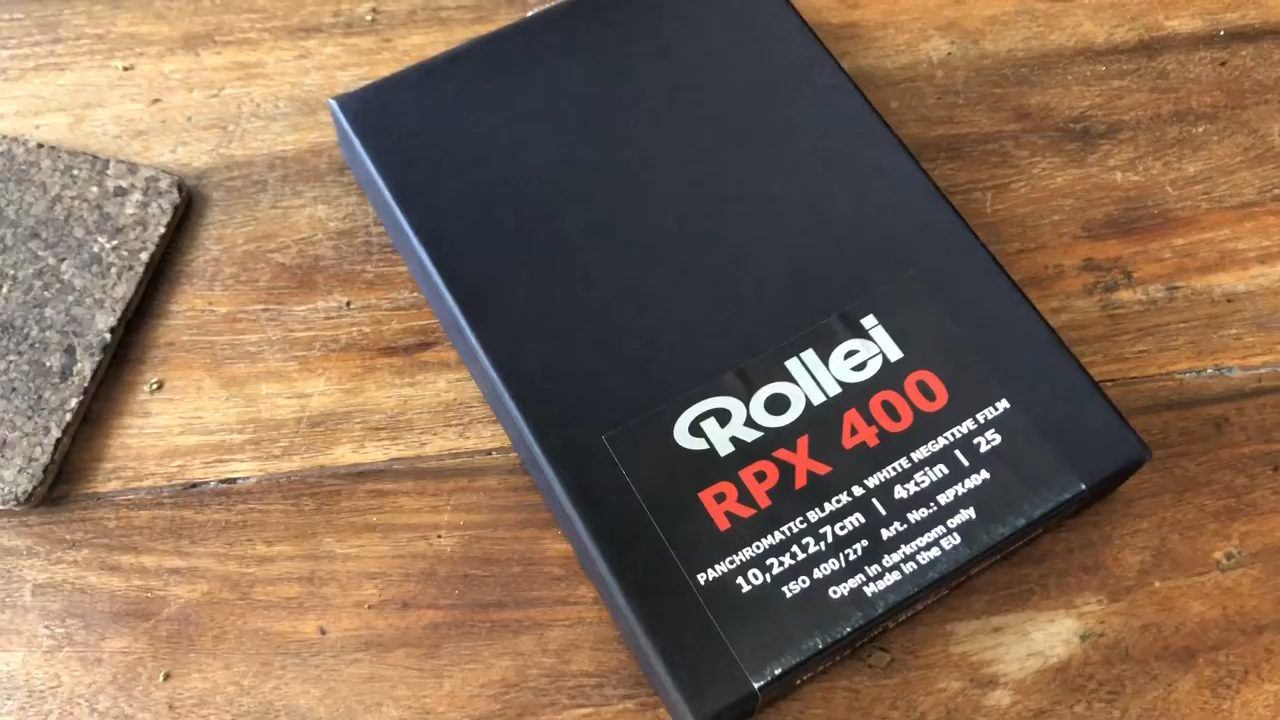 Rollei
RPX 400
PANCHROMATIC BLACK & WHITE NEGATIVE FILM
10,2x12,7cm | 4x5in | 25
ISO 400/27° Art. No.: RPX404
Open in darkroom only
Made in the EU